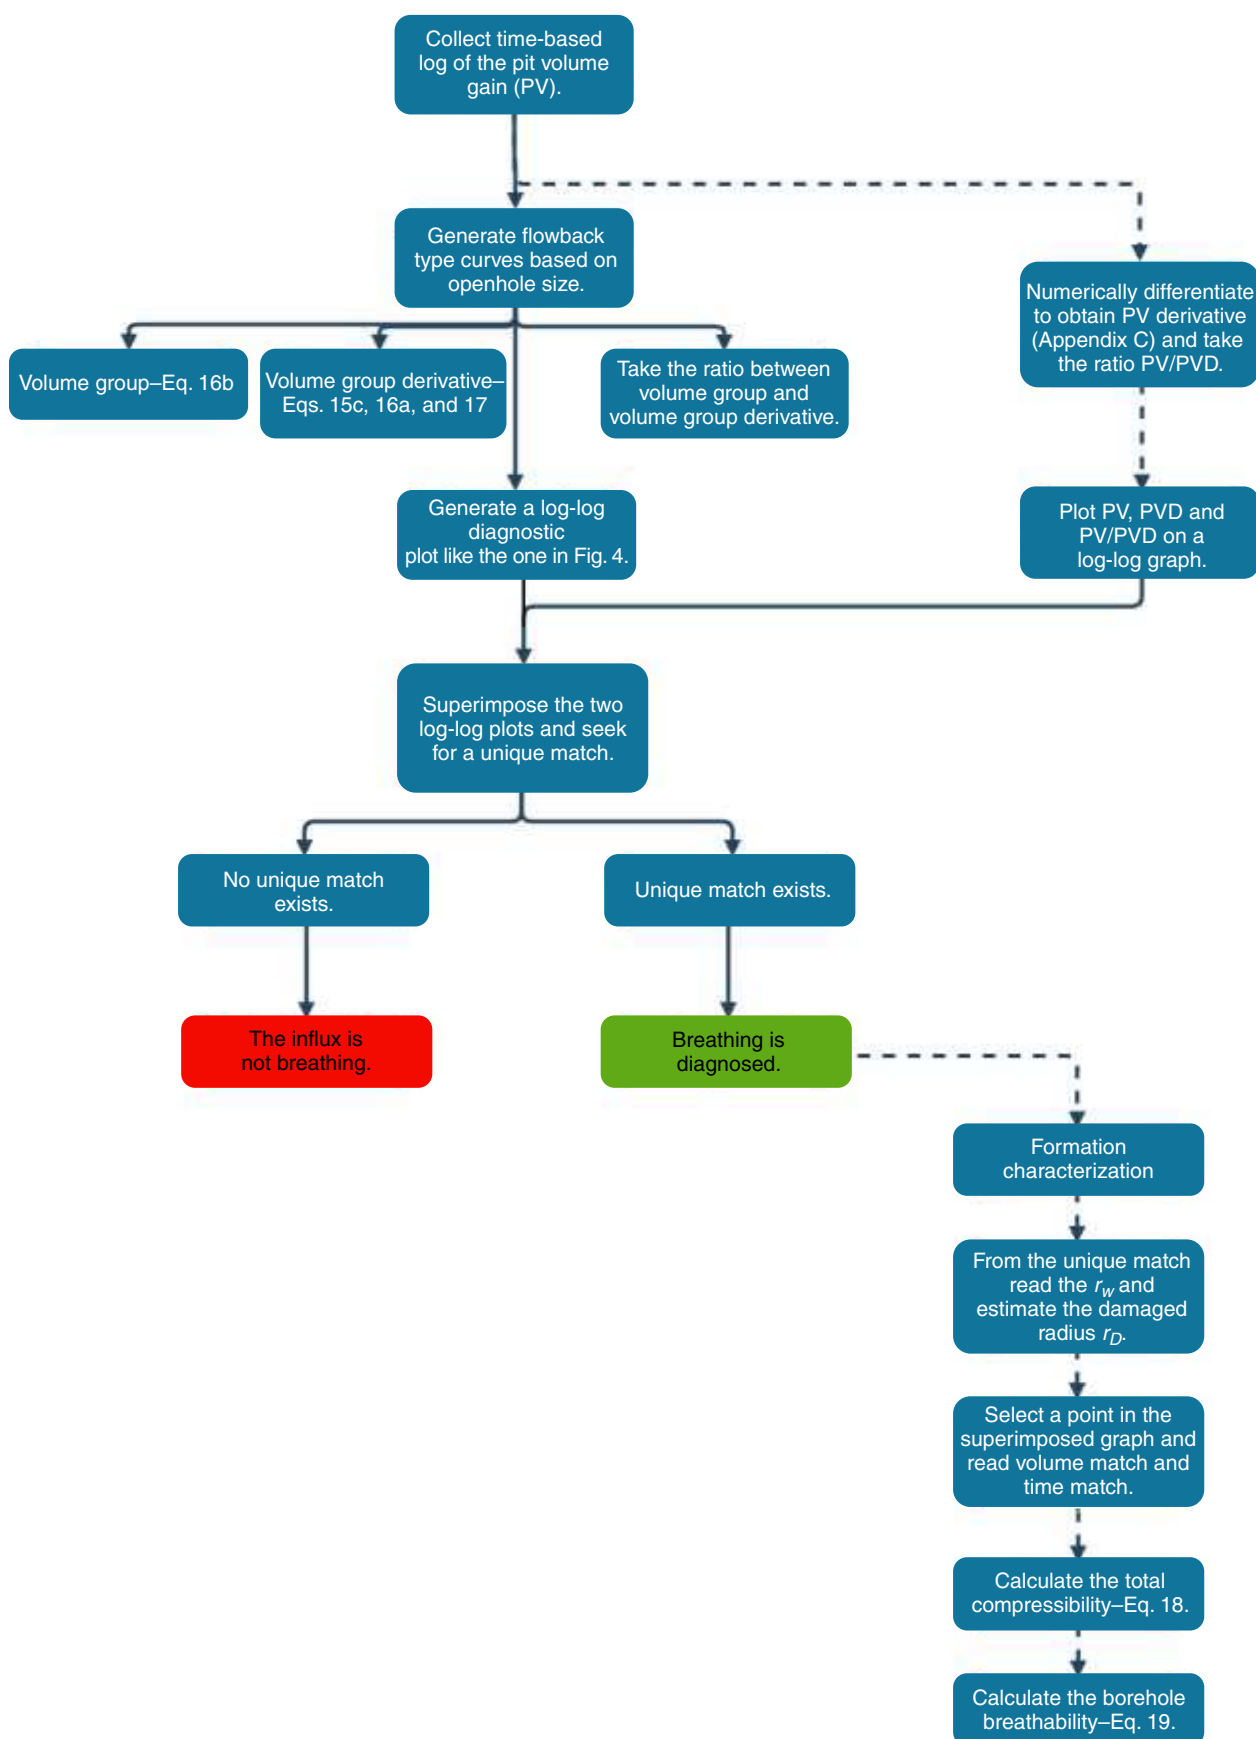 Collect time-based
log of the pit volume
gain (PV).
Generate flowback
type curves based on
openhole size.
Numerically differentiate
to obtain PV derivative
(Appendix C) and take
the ratio PV/PVD.
Volume group–Eq. 16b
Volume group derivative–
Eqs. 15c, 16a, and 17
Take the ratio between
volume group and
volume group derivative.
Generate a log-log
diagnostic
plot like the one in Fig. 4.
Plot PV, PVD and
PV/PVD on a
log-log graph.
Superimpose the two
log-log plots and seek
for a unique match.
No unique match
exists.
Unique match exists.
The influx is
not breathing.
Breathing is
diagnosed.
Formation
characterization
From the unique match
read the r_w and
estimate the damaged
radius r_D.
Select a point in the
superimposed graph and
read volume match and
time match.
Calculate the total
compressibility–Eq. 18.
Calculate the borehole
breathability–Eq. 19.